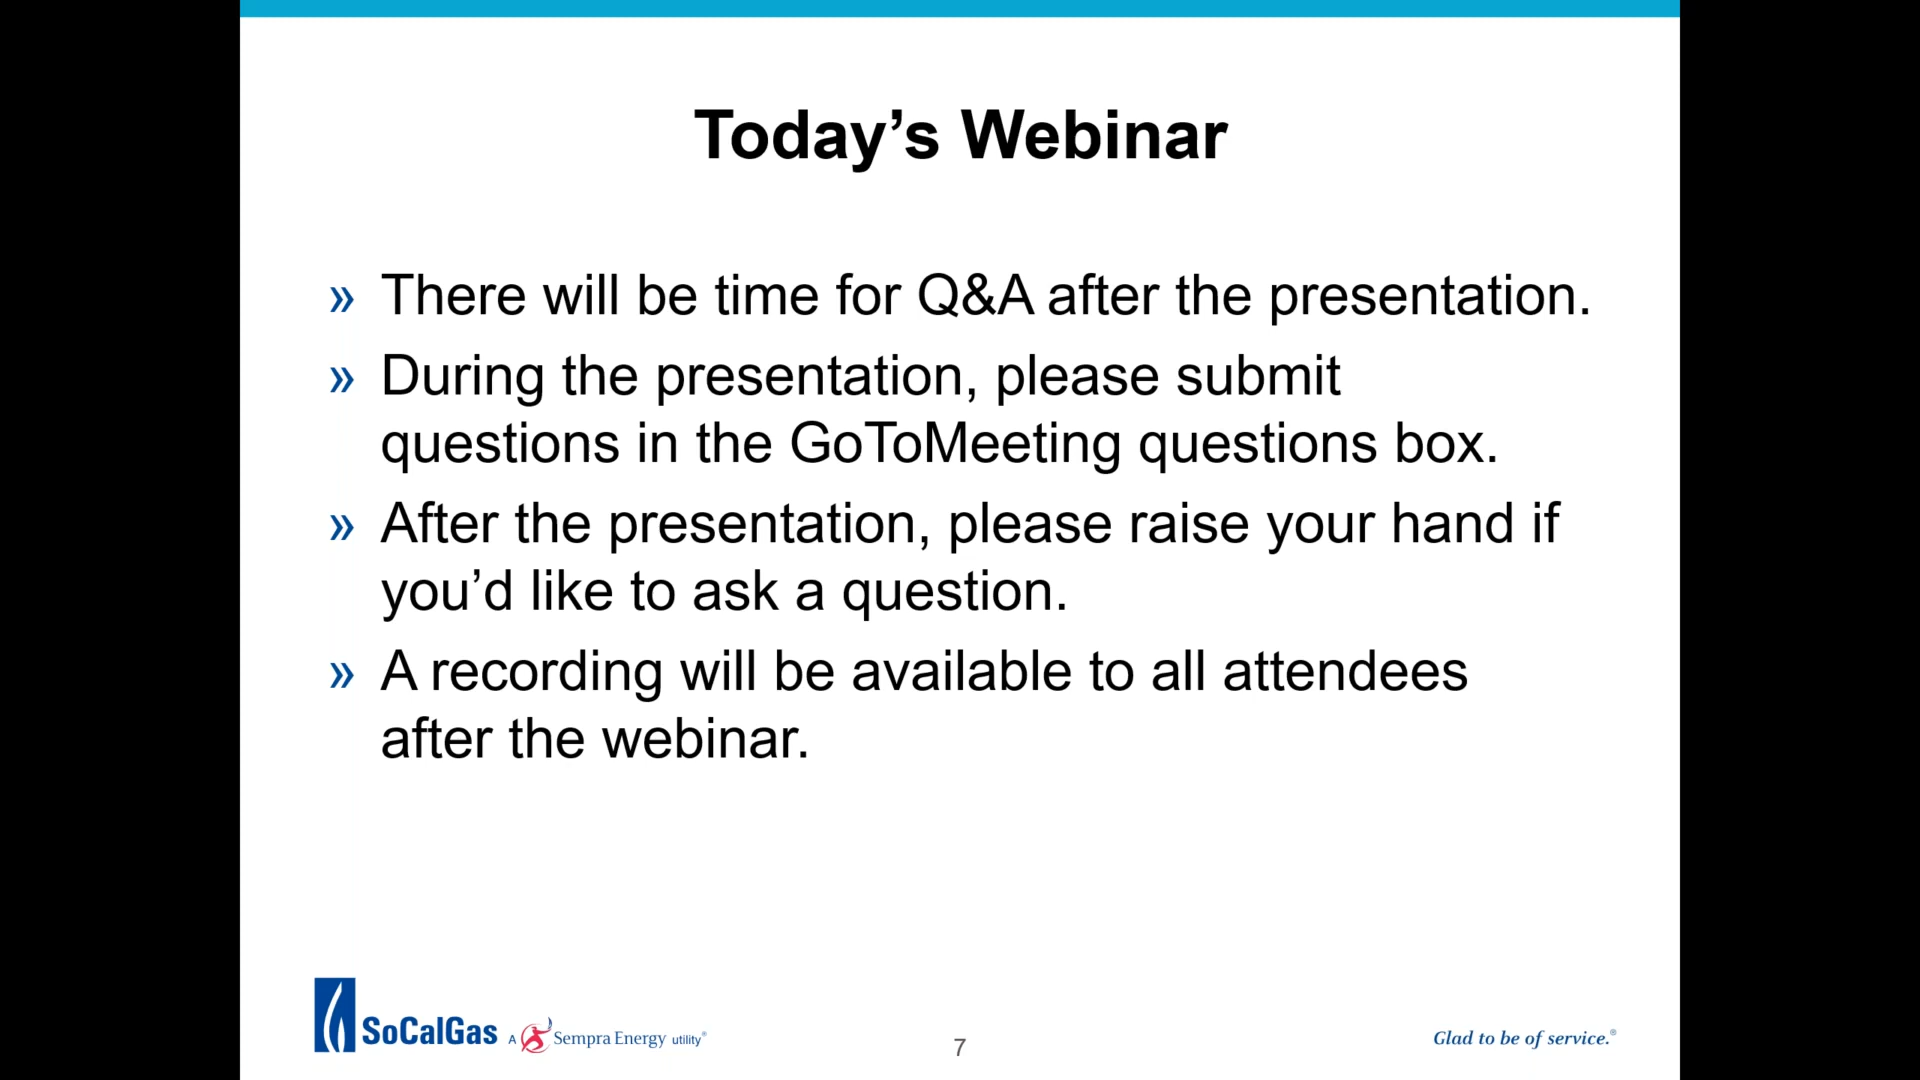 Today’s Webinar
» There will be time for Q&A after the presentation.
» During the presentation, please submit
questions in the GoToMeeting questions box.
» After the presentation, please raise your hand if
you’d like to ask a question.
» A recording will be available to all attendees
after the webinar.
SoCalGas A Sempra Energy utility®
7
Glad to be of service.®